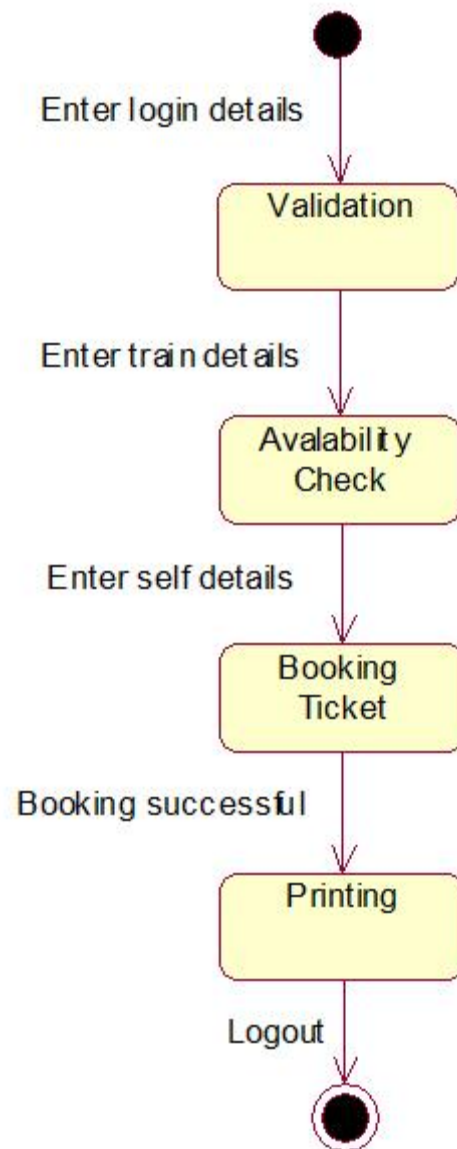 Enter login details
Validation
Enter train details
Avalability
Check
Enter self details
Booking
Ticket
Booking successful
Printing
Logout